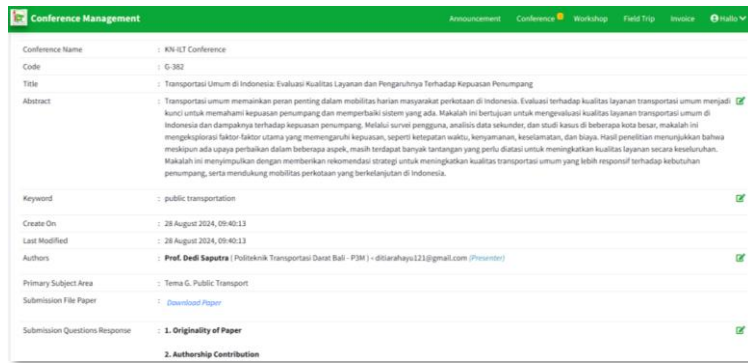 Conference Management
Announcement Conference Workshop Field Trip Invoice Hallo
Conference Name : KN-ILT Conference
Code : G-382
Title : Transportasi Umum di Indonesia: Evaluasi Kualitas Layanan dan Pengaruhnya Terhadap Kepuasan Penumpang
Abstract : Transportasi umum memainkan peran penting dalam mobilitas harian masyarakat perkotaan di Indonesia. Evaluasi terhadap kualitas layanan transportasi umum menjadi
kunci untuk memahami kepuasan penumpang dan memperbaiki sistem yang ada. Makalah ini bertujuan untuk mengevaluasi kualitas layanan transportasi umum di
Indonesia dan dampaknya terhadap kepuasan penumpang. Melalui survei pengguna, analisis data sekunder, dan studi kasus di beberapa kota besar, makalah ini
mengeksplorasi faktor-faktor utama yang memengaruhi kepuasan, seperti ketepatan waktu, kenyamanan, keselamatan, dan biaya. Hasil penelitian menunjukkan bahwa
meskipun ada upaya perbaikan dalam beberapa aspek, masih terdapat banyak tantangan yang perlu diatasi untuk meningkatkan kualitas layanan secara keseluruhan.
Makalah ini menyimpulkan dengan memberikan rekomendasi strategi untuk meningkatkan kualitas transportasi umum yang lebih responsif terhadap kebutuhan
penumpang, serta mendukung mobilitas perkotaan yang berkelanjutan di Indonesia.
Keyword : public transportation
Create On : 28 August 2024, 09:40:13
Last Modified : 28 August 2024, 09:40:13
Authors : Prof. Dedi Saputra ( Politeknik Transportasi Darat Bali - P3M ) - ditiarahayu121@gmail.com (Presenter)
Primary Subject Area : Tema G. Public Transport
Submission File Paper : Download Paper
Submission Questions Response : 1. Originality of Paper
2. Authorship Contribution